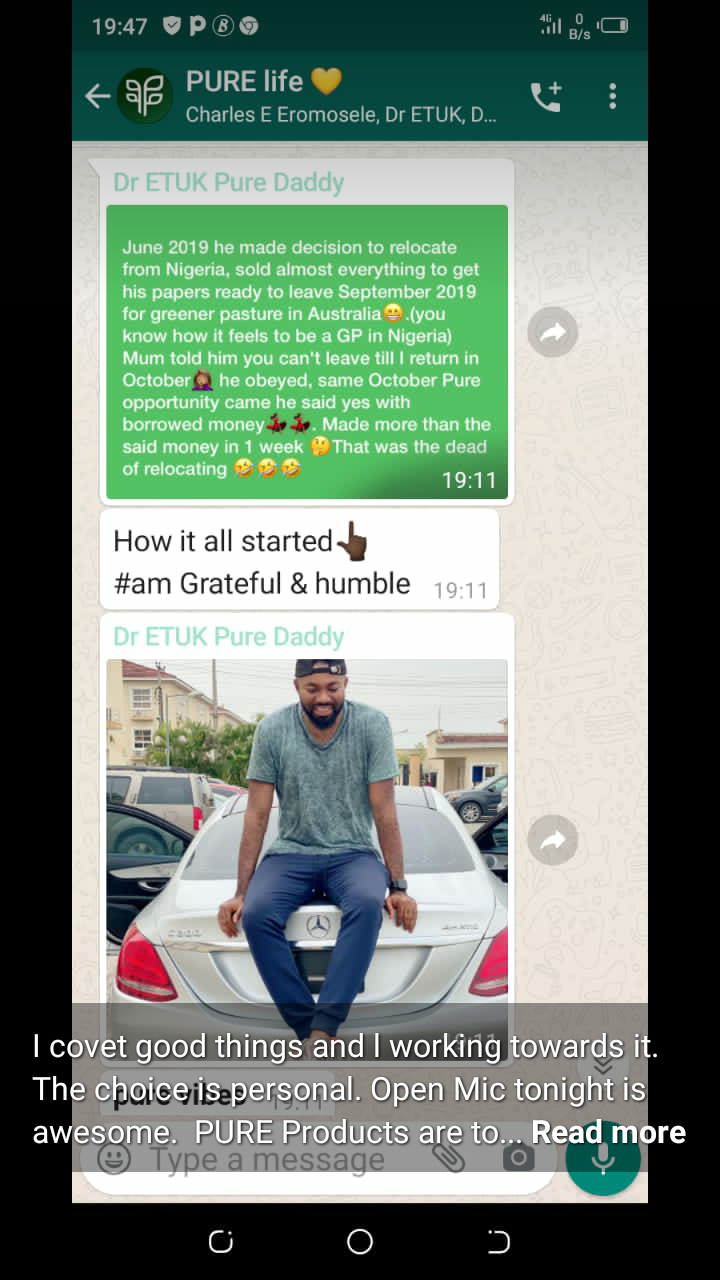 19:47
4G
0
B/s
PURE life 💛
Charles E Eromosele, Dr ETUK, D...
Dr ETUK Pure Daddy
June 2019 he made decision to relocate
from Nigeria, sold almost everything to get
his papers ready to leave September 2019
for greener pasture in Australia😁.(you
know how it feels to be a GP in Nigeria)
Mum told him you can't leave till I return in
October🤦🏾‍♀️ he obeyed, same October Pure
opportunity came he said yes with
borrowed money💃💃. Made more than the
said money in 1 week 🤔That was the dead
of relocating 🤣🤣🤣
19:11
How it all started👆🏿
#am Grateful & humble 19:11
Dr ETUK Pure Daddy
C300
19:11
I covet good things and I working towards it.
The choice is personal. Open Mic tonight is
pure vibes 19:11
awesome. PURE Products are to... Read more
Type a message